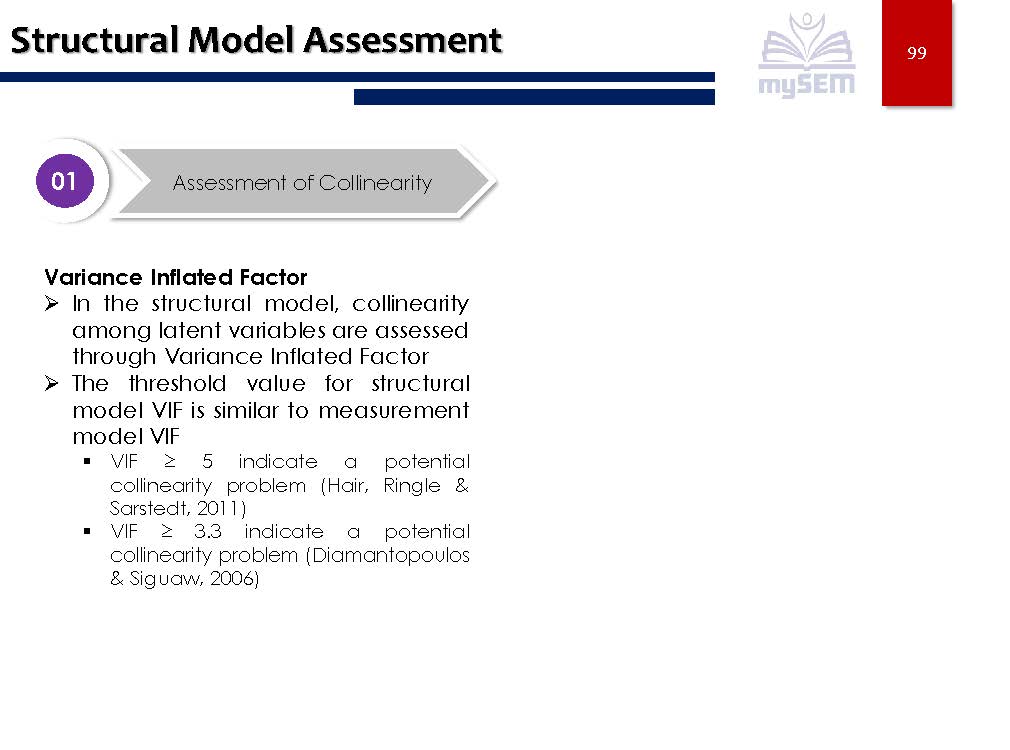 Structural Model Assessment
mySEM
99
01
Assessment of Collinearity
Variance Inflated Factor
➢ In the structural model, collinearity
among latent variables are assessed
through Variance Inflated Factor
➢ The threshold value for structural
model VIF is similar to measurement
model VIF
▪ VIF ≥ 5 indicate a potential
collinearity problem (Hair, Ringle &
Sarstedt, 2011)
▪ VIF ≥ 3.3 indicate a potential
collinearity problem (Diamantopoulos
& Siguaw, 2006)